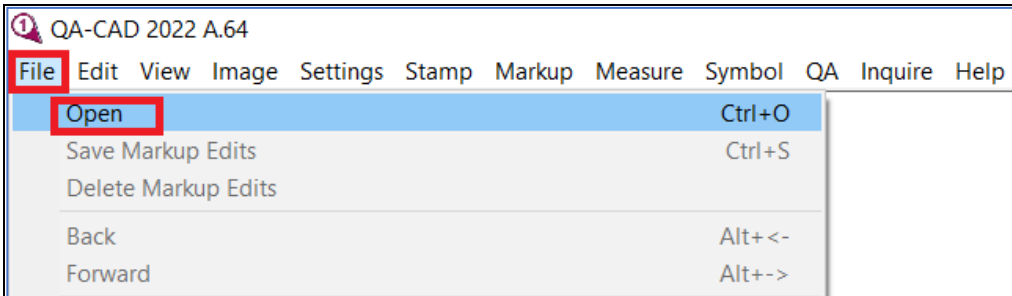 QA-CAD 2022 A.64
File Edit View Image Settings Stamp Markup Measure Symbol QA Inquire Help
Open Ctrl+O
Save Markup Edits Ctrl+S
Delete Markup Edits
Back Alt+<-
Forward Alt+->